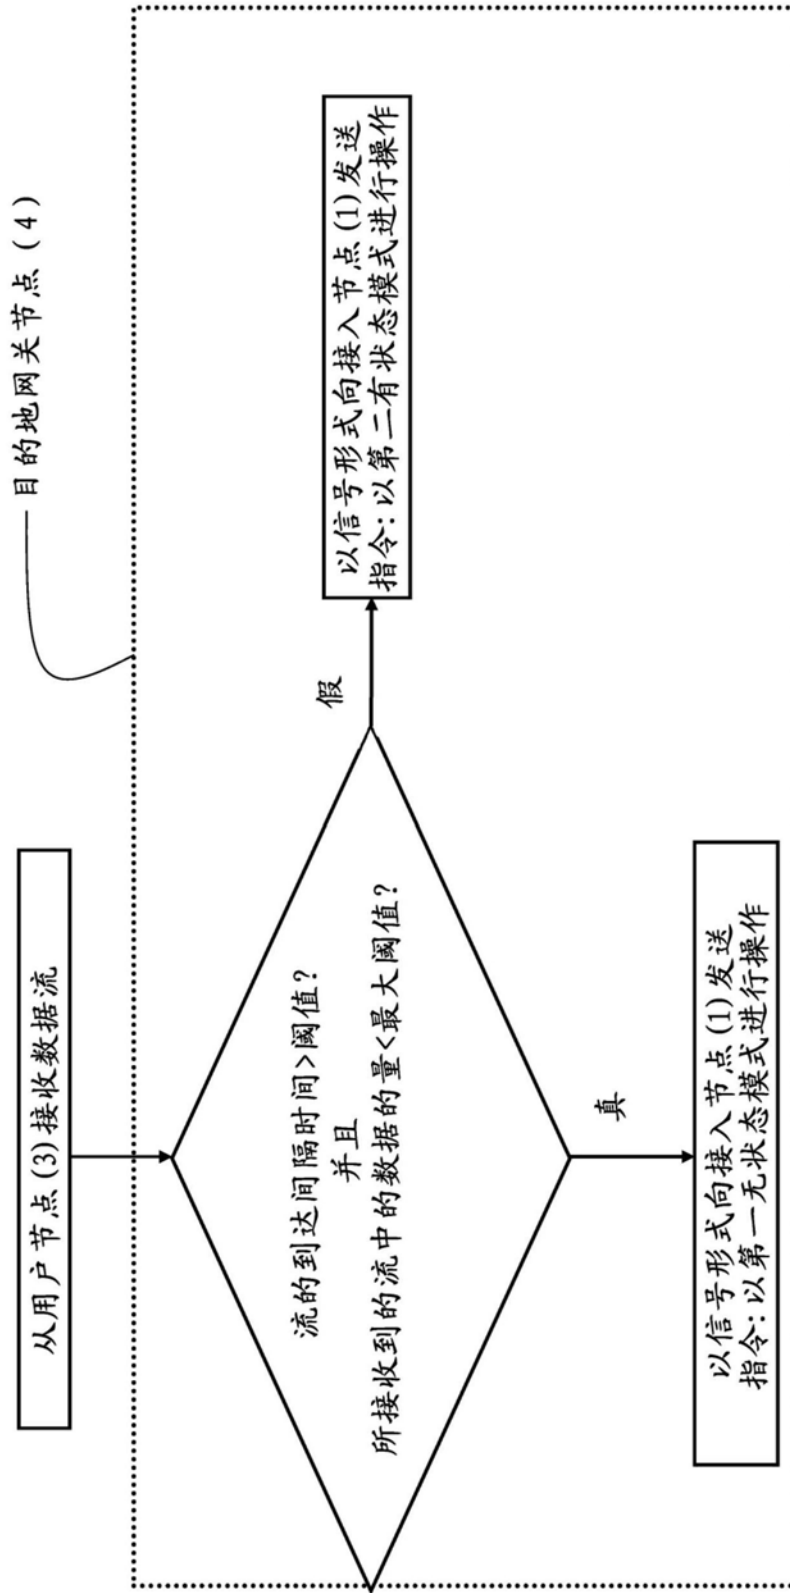 目的地网关节点（4）
从用户节点(3)接收数据流
流的到达间隔时间>阈值?
并且
所接收到的流中的数据的量<最大阈值?
假
以信号形式向接入节点(1)发送
指令:以第二有状态模式进行操作
真
以信号形式向接入节点(1)发送
指令:以第一无状态模式进行操作